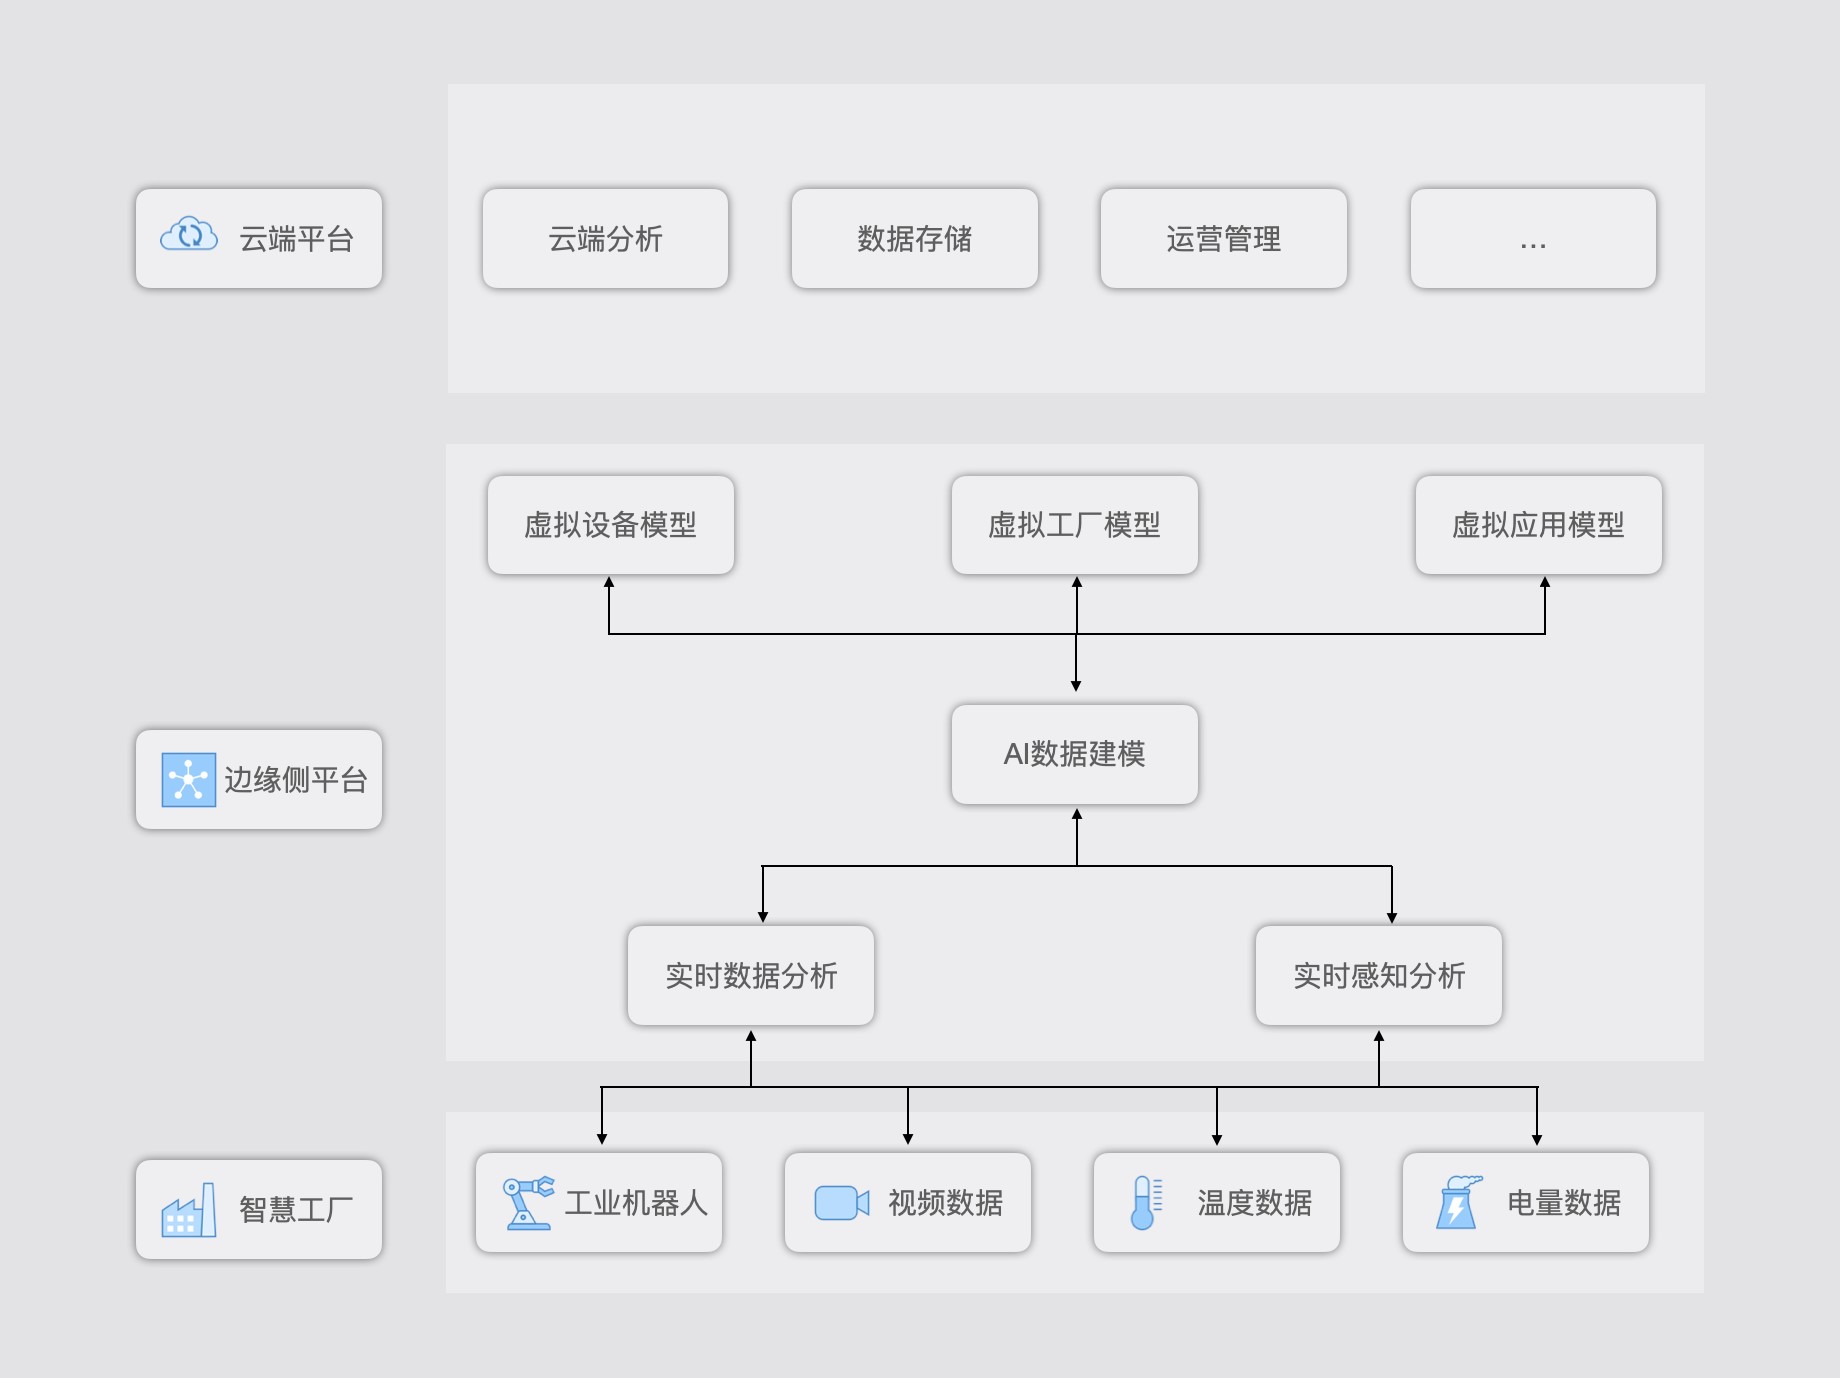 云端平台
云端分析
数据存储
运营管理
...
虚拟设备模型
虚拟工厂模型
虚拟应用模型
AI数据建模
边缘侧平台
实时数据分析
实时感知分析
智慧工厂
工业机器人
视频数据
温度数据
电量数据